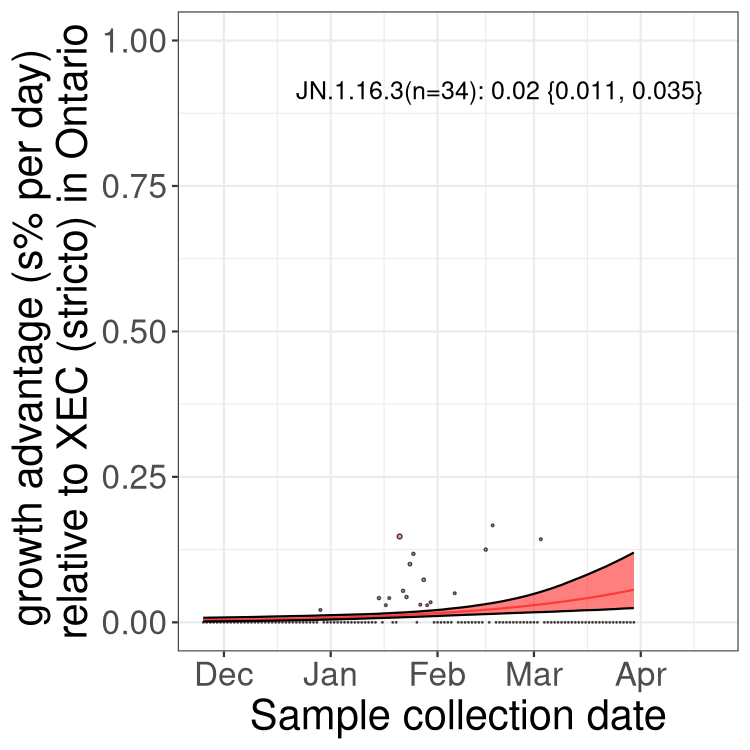 growth advantage (s% per day)
relative to XEC (stricto) in Ontario
1.00
0.75
0.50
0.25
0.00
JN.1.16.3(n=34): 0.02 {0.011, 0.035}
Dec Jan Feb Mar Apr
Sample collection date